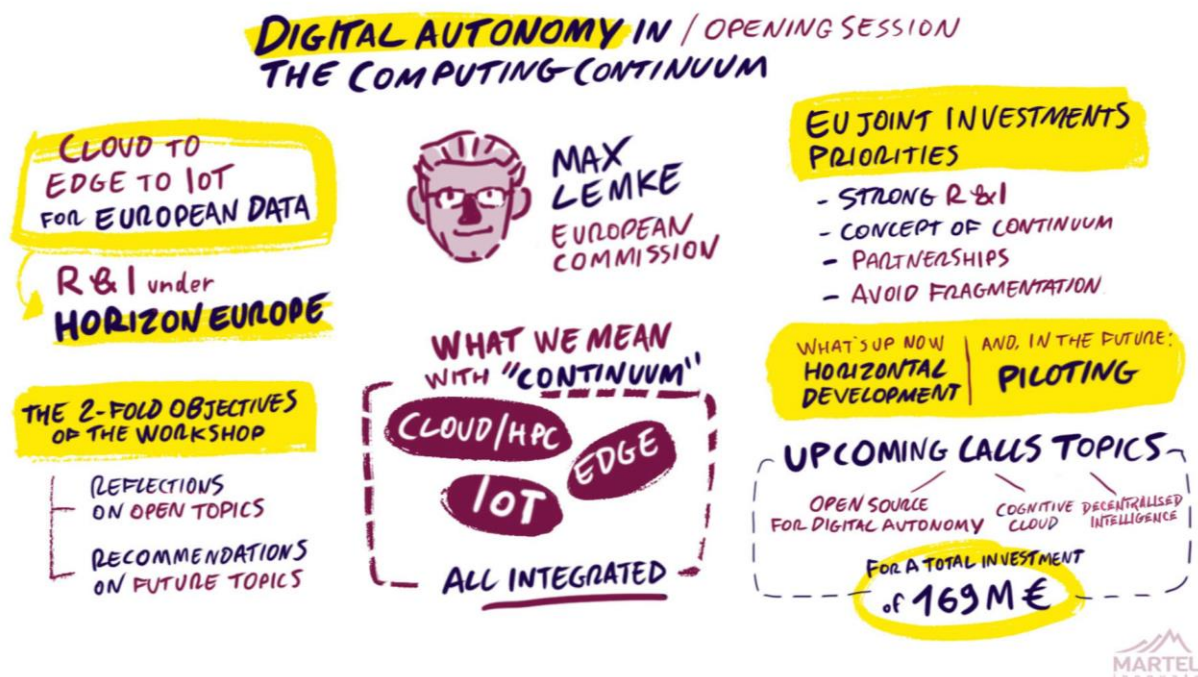 DIGITAL AUTONOMY IN / OPENING SESSION
THE COMPUTING CONTINUUM
CLOUD TO
EDGE TO IOT
FOR EUROPEAN DATA
R & I under
HORIZON EUROPE
THE 2-FOLD OBJECTIVES
OF THE WORKSHOP
REFLECTIONS
ON OPEN TOPICS
RECOMMENDATIONS
ON FUTURE TOPICS
MAX
LEMKE
EUROPEAN
COMMISSION
WHAT WE MEAN
WITH "CONTINUUM"
CLOUD/HPC
EDGE
IOT
ALL INTEGRATED
EU JOINT INVESTMENTS
PRIORITIES
- STRONG R & I
- CONCEPT OF CONTINUUM
- PARTNERSHIPS
- AVOID FRAGMENTATION
WHAT'S UP NOW
HORIZONTAL
DEVELOPMENT
AND, IN THE FUTURE:
PILOTING
UPCOMING CALLS TOPICS
OPEN SOURCE
FOR DIGITAL AUTONOMY
COGNITIVE
CLOUD
DECENTRALISED
INTELLIGENCE
FOR A TOTAL INVESTMENT
of 169 M €
MARTEL